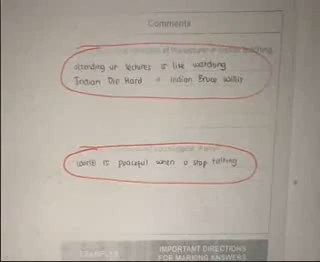 Comments
attending ur lectures is like watching
Indian Die Hard Indian Bruce Willis
World is peaceful when u stop talking
EXAMPLES
IMPORTANT DIRECTIONS
FOR MARKING ANSWERS